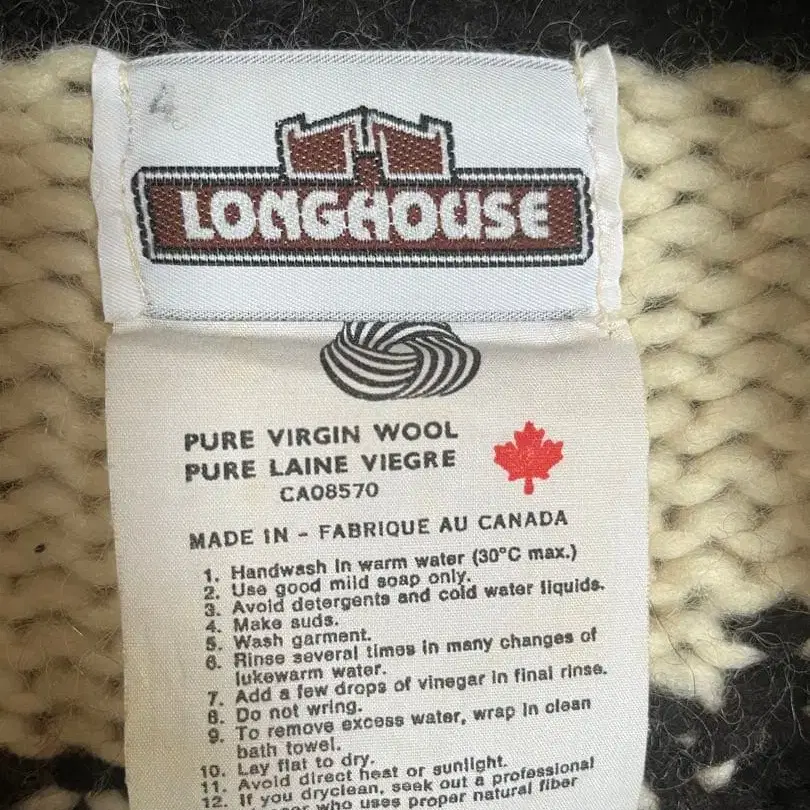 4
LONGHOUSE
PURE VIRGIN WOOL
PURE LAINE VIEGRE
CA08570
MADE IN - FABRIQUE AU CANADA
1. Handwash in warm water (30°C max.)
2. Use good mild soap only.
3. Avoid detergents and cold water liquids.
4. Make suds.
5. Wash garment.
6. Rinse several times in many changes of
lukewarm water.
7. Add a few drops of vinegar in final rinse.
8. Do not wring.
9. To remove excess water, wrap in clean
bath towel.
10. Lay flat to dry.
11. Avoid direct heat or sunlight.
12. If you dryclean, seek out a professional
who uses proper natural fiber